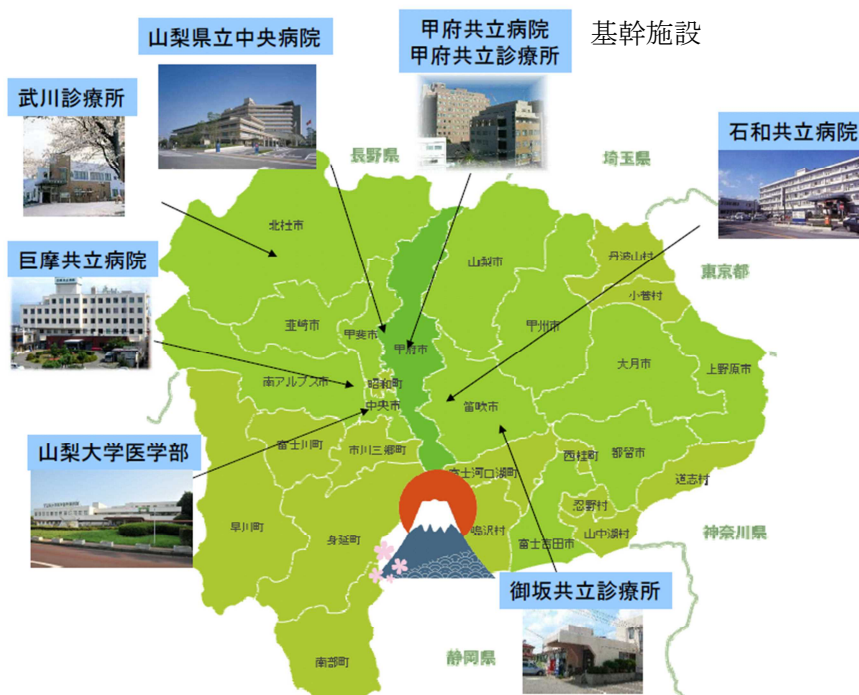 山梨県立中央病院
甲府共立病院
甲府共立診療所
基幹施設
武川診療所
石和共立病院
長野県
埼玉県
北杜市
山梨市
丹波山村
巨摩共立病院
東京都
小菅村
韮崎市
甲斐市
甲府市
甲州市
大月市
上野原市
南アルプス市
昭和町
中央市
笛吹市
富士川町
市川三郷町
山梨大学医学部
富士河口湖町
西桂町
都留市
道志村
早川町
身延町
鳴沢村
忍野村
山中湖村
富士吉田市
神奈川県
御坂共立診療所
静岡県
南部町